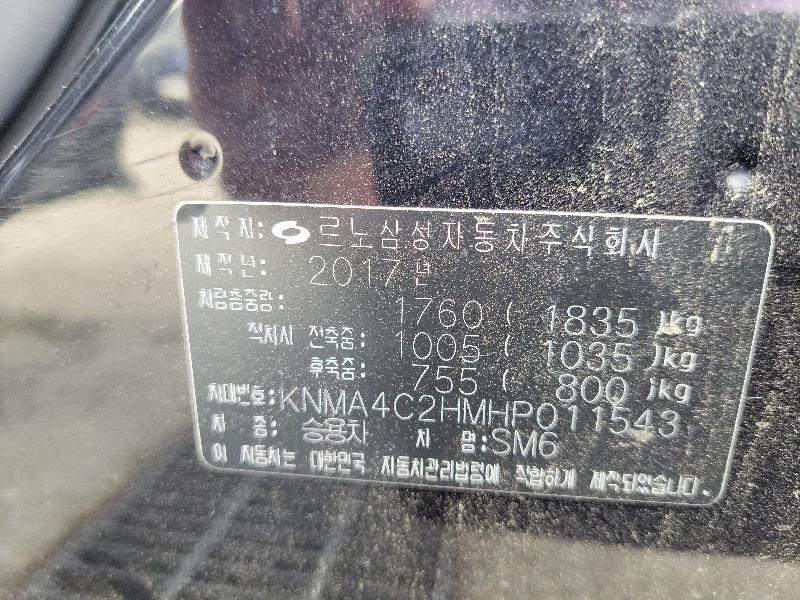 제작자: 르노삼성자동차주식회사
제작년: 2017년
차량총중량: 1760 ( 1835 )kg
적차시 전축중: 1005 ( 1035 )kg
후축중: 755 ( 800 )kg
차대번호: KNMA4C2HMHP011543
차 종: 승용차 차 명: SM6
이 자동차는 대한민국 자동차관리법령에 적합하게 제작되었습니다.